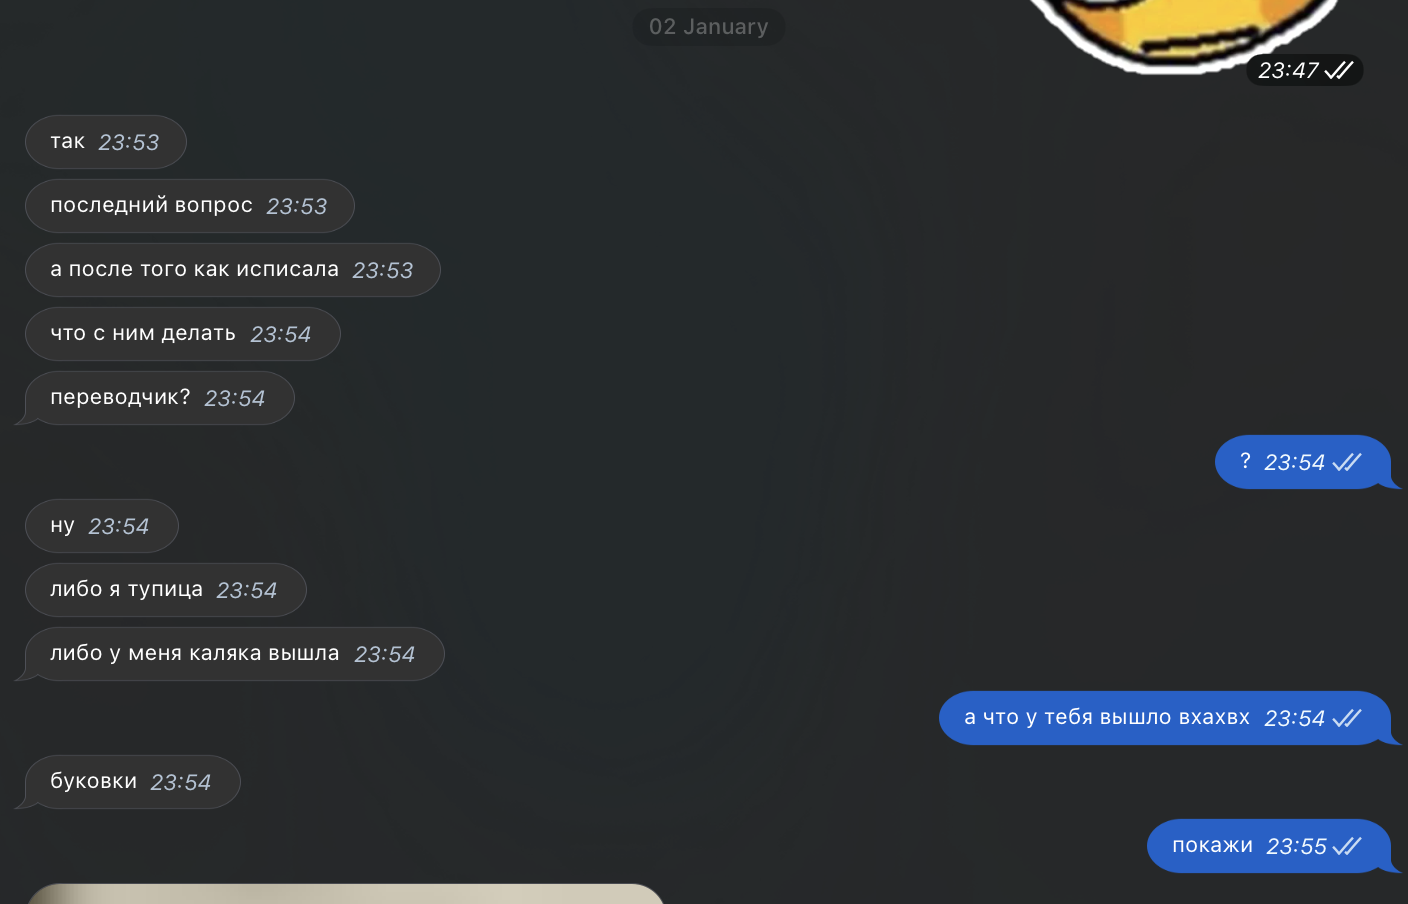 02 January
23:47
так 23:53
последний вопрос 23:53
а после того как исписала 23:53
что с ним делать 23:54
переводчик? 23:54
? 23:54
ну 23:54
либо я тупица 23:54
либо у меня каляка вышла 23:54
а что у тебя вышло вхахвх 23:54
буковки 23:54
покажи 23:55